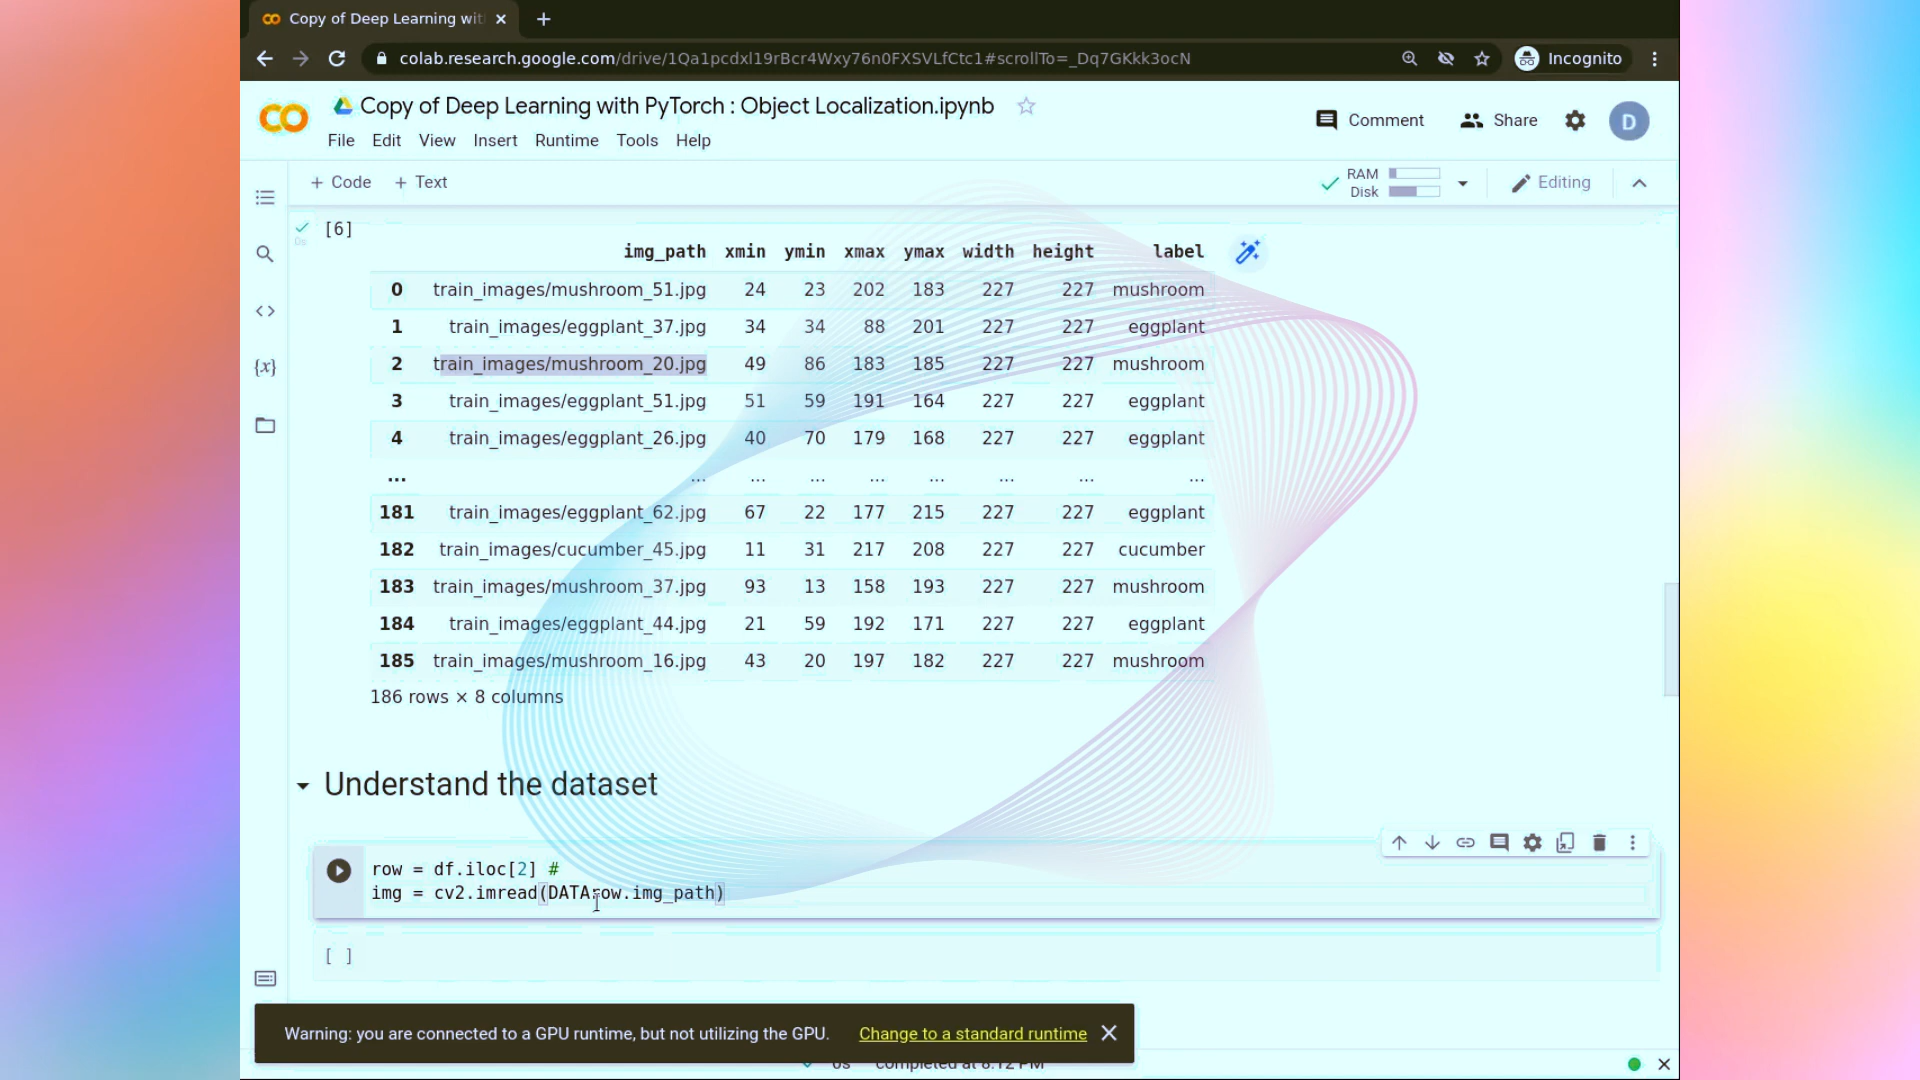 Copy of Deep Learning wit
colab.research.google.com/drive/1Qa1pcdxl19rBcr4Wxy76n0FXSVLfCtc1#scrollTo=_Dq7GKkk3ocN
Incognito
Copy of Deep Learning with PyTorch : Object Localization.ipynb
Comment Share D
File Edit View Insert Runtime Tools Help
+ Code + Text
RAM
Disk
Editing
[6]
0s
img_path xmin ymin xmax ymax width height label
0 train_images/mushroom_51.jpg 24 23 202 183 227 227 mushroom
1 train_images/eggplant_37.jpg 34 34 88 201 227 227 eggplant
2 train_images/mushroom_20.jpg 49 86 183 185 227 227 mushroom
3 train_images/eggplant_51.jpg 51 59 191 164 227 227 eggplant
4 train_images/eggplant_26.jpg 40 70 179 168 227 227 eggplant
... ... ... ... ... ... ... ... ...
181 train_images/eggplant_62.jpg 67 22 177 215 227 227 eggplant
182 train_images/cucumber_45.jpg 11 31 217 208 227 227 cucumber
183 train_images/mushroom_37.jpg 93 13 158 193 227 227 mushroom
184 train_images/eggplant_44.jpg 21 59 192 171 227 227 eggplant
185 train_images/mushroom_16.jpg 43 20 197 182 227 227 mushroom
186 rows × 8 columns
Understand the dataset
row = df.iloc[2] #
img = cv2.imread(DATArow.img_path)
[ ]
Warning: you are connected to a GPU runtime, but not utilizing the GPU. Change to a standard runtime
0s completed at 8:12 PM